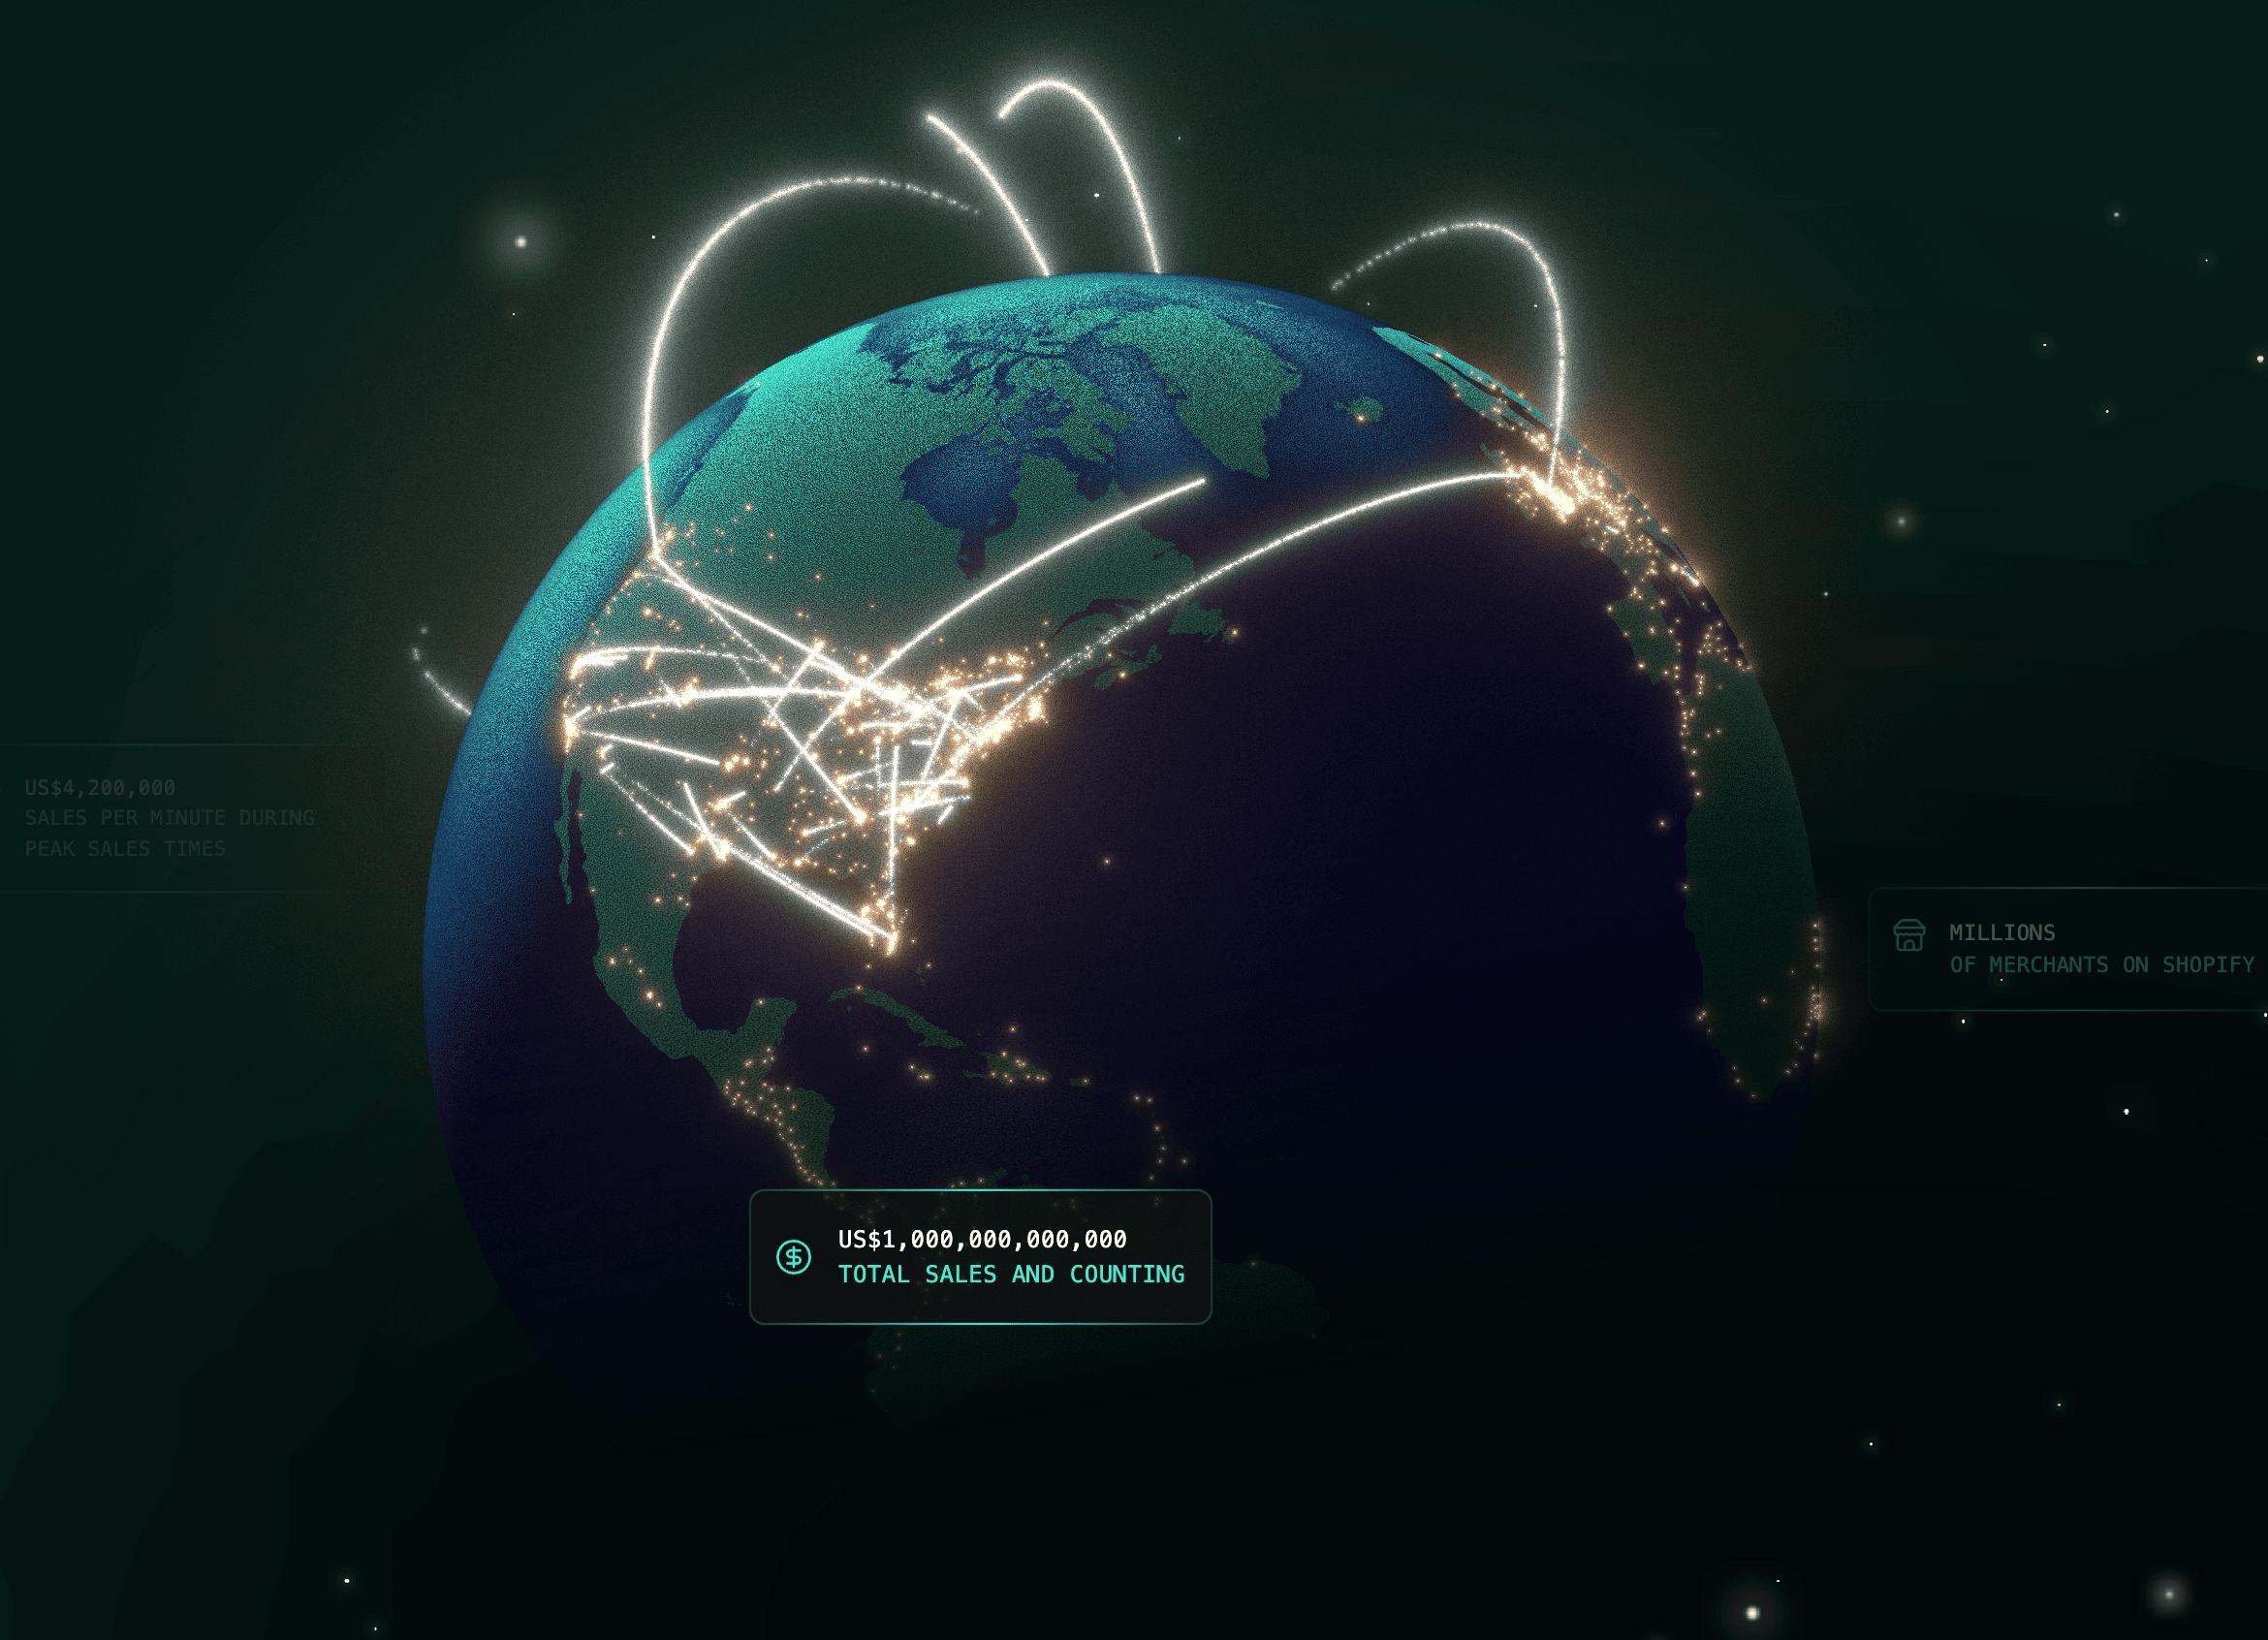 US$4,200,000
SALES PER MINUTE DURING
PEAK SALES TIMES
MILLIONS
OF MERCHANTS ON SHOPIFY
US$1,000,000,000,000
TOTAL SALES AND COUNTING